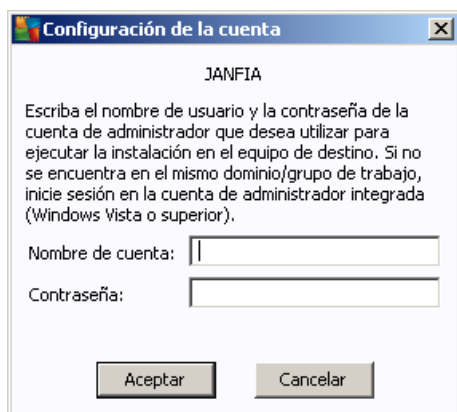 Configuración de la cuenta
JANFIA
Escriba el nombre de usuario y la contraseña de la
cuenta de administrador que desea utilizar para
ejecutar la instalación en el equipo de destino. Si no
se encuentra en el mismo dominio/grupo de trabajo,
inicie sesión en la cuenta de administrador integrada
(Windows Vista o superior).
Nombre de cuenta:
Contraseña:
Aceptar Cancelar